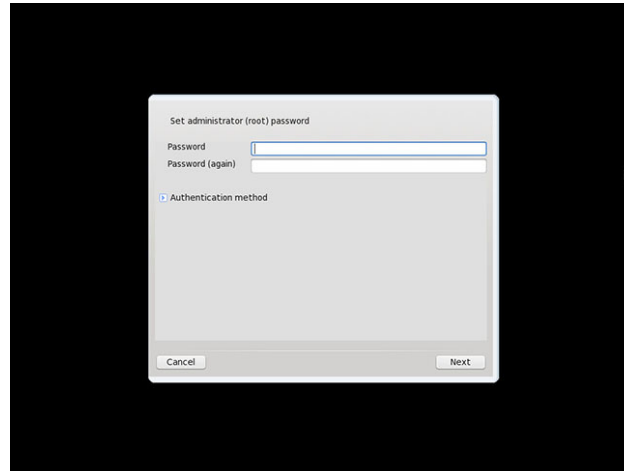 Set administrator (root) password
Password
Password (again)
Authentication method
Cancel
Next